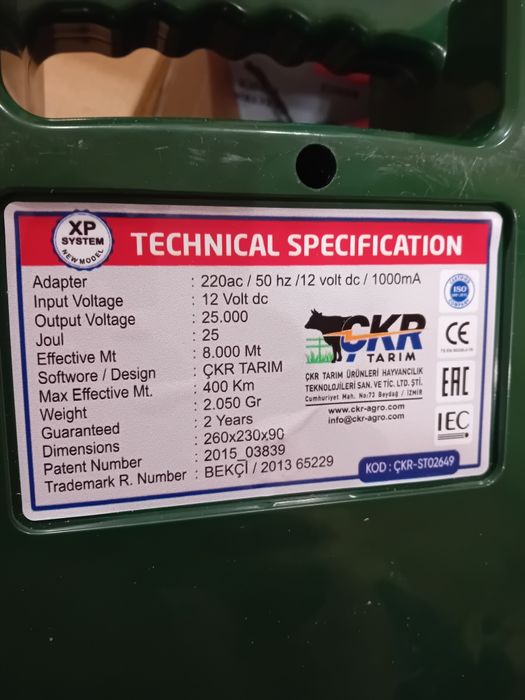 XP
SYSTEM
NEW MODEL
TECHNICAL SPECIFICATION
Adapter : 220ac / 50 hz /12 volt dc / 1000mA
Input Voltage : 12 Volt dc
Output Voltage : 25.000
Joul : 25
Effective Mt : 8.000 Mt
Softwore / Design : ÇKR TARIM
Max Effective Mt. : 400 Km
Weight : 2.050 Gr
Guaranteed : 2 Years
Dimensions : 260x230x90
Patent Number : 2015_03839
Trademark R. Number : BEKÇİ / 2013 65229
ÇKR
TARIM
ÇKR TARIM ÜRÜNLERİ HAYVANCILIK
TEKNOLOJİLERİ SAN. VE TİC. LTD. ŞTİ.
Cumhuriyet Mah. No:73 Beydağ / İZMİR
www.ckr-agro.com
info@ckr-agro.com
ISO
CE
EAC
IEC
KOD : ÇKR-ST02649